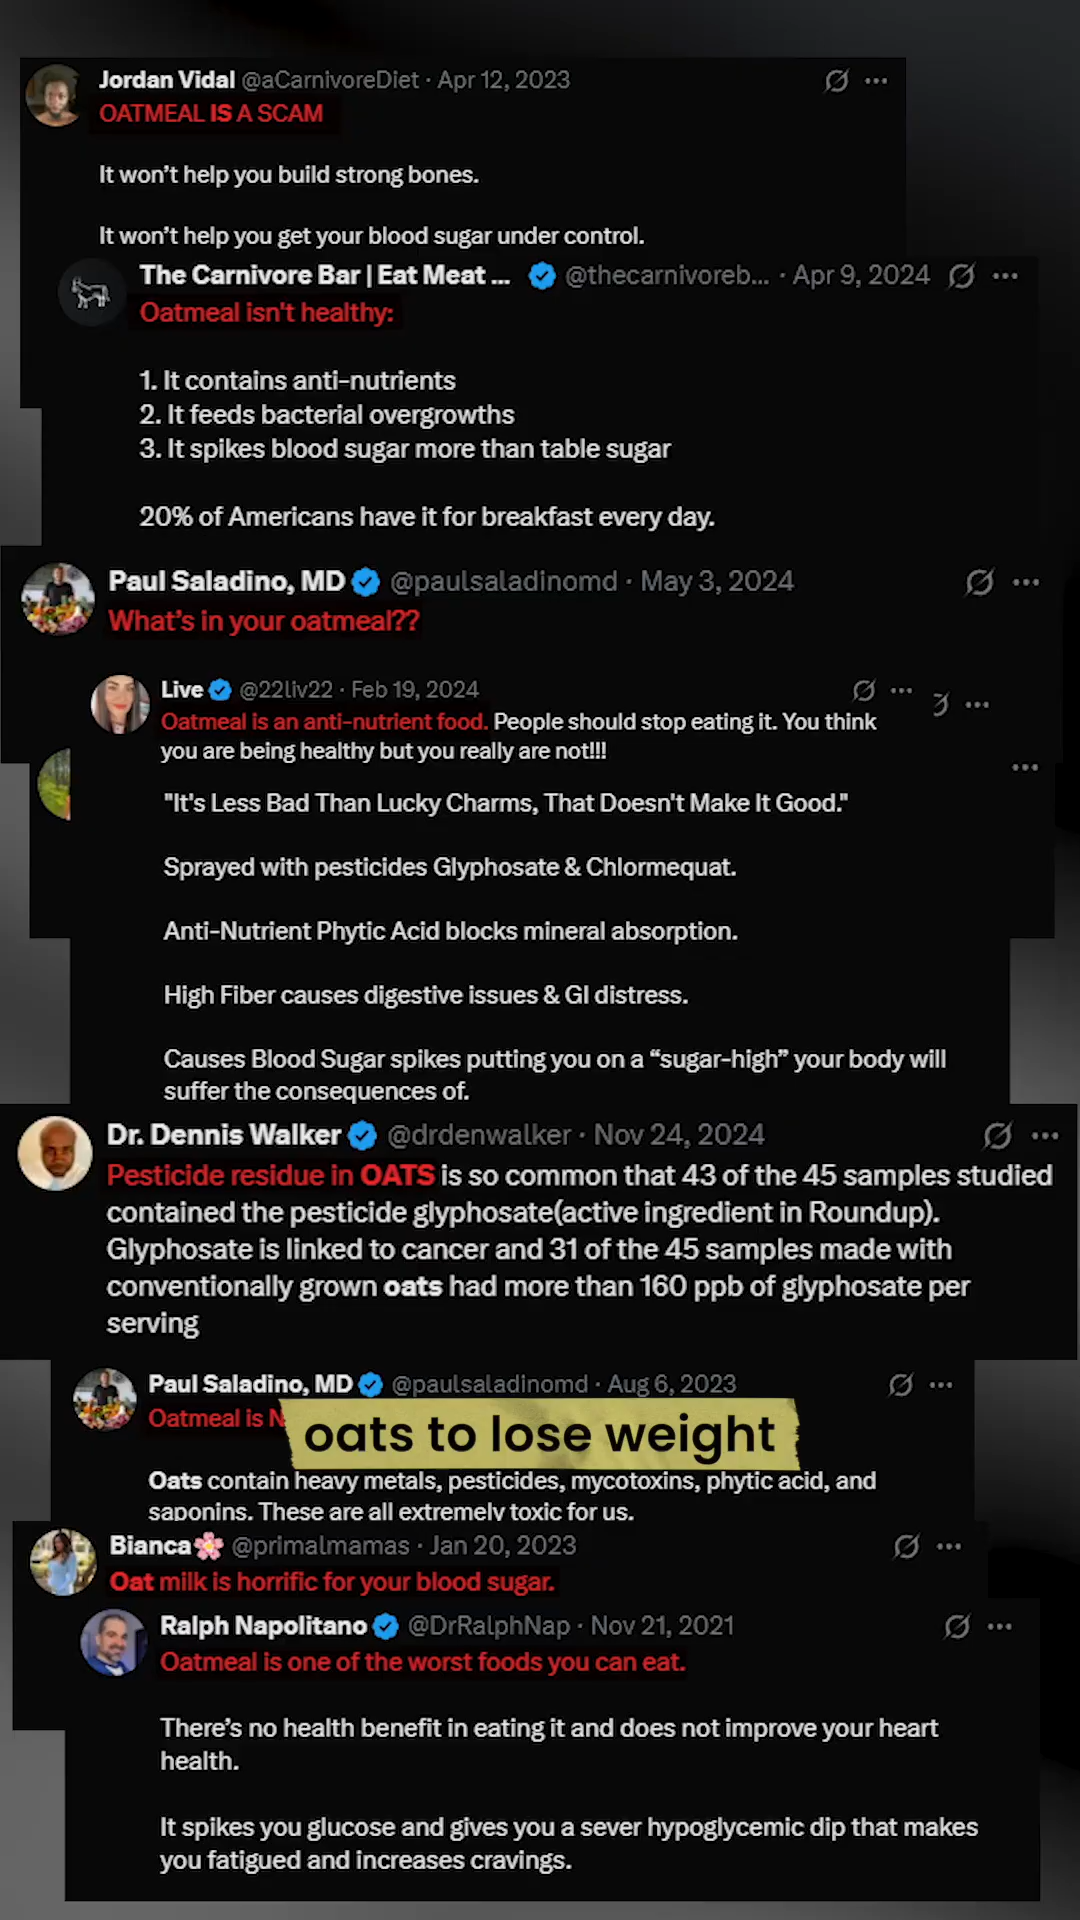 Jordan Vidal @aCarnivoreDiet · Apr 12, 2023
OATMEAL IS A SCAM
It won't help you build strong bones.
It won't help you get your blood sugar under control.
The Carnivore Bar | Eat Meat ... @thecarnivoreb... · Apr 9, 2024
Oatmeal isn't healthy:
1. It contains anti-nutrients
2. It feeds bacterial overgrowths
3. It spikes blood sugar more than table sugar
20% of Americans have it for breakfast every day.
Paul Saladino, MD @paulsaladinomd · May 3, 2024
What's in your oatmeal??
Live @22liv22 · Feb 19, 2024
Oatmeal is an anti-nutrient food. People should stop eating it. You think
you are being healthy but you really are not!!!
"It's Less Bad Than Lucky Charms, That Doesn't Make It Good."
Sprayed with pesticides Glyphosate & Chlormequat.
Anti-Nutrient Phytic Acid blocks mineral absorption.
High Fiber causes digestive issues & GI distress.
Causes Blood Sugar spikes putting you on a “sugar-high” your body will
suffer the consequences of.
Dr. Dennis Walker @drdenwalker · Nov 24, 2024
Pesticide residue in OATS is so common that 43 of the 45 samples studied
contained the pesticide glyphosate(active ingredient in Roundup).
Glyphosate is linked to cancer and 31 of the 45 samples made with
conventionally grown oats had more than 160 ppb of glyphosate per
serving
Paul Saladino, MD @paulsaladinomd · Aug 6, 2023
Oatmeal is N
oats to lose weight
Oats contain heavy metals, pesticides, mycotoxins, phytic acid, and
saponins. These are all extremely toxic for us.
Bianca @primalmamas · Jan 20, 2023
Oat milk is horrific for your blood sugar.
Ralph Napolitano @DrRalphNap · Nov 21, 2021
Oatmeal is one of the worst foods you can eat.
There's no health benefit in eating it and does not improve your heart
health.
It spikes you glucose and gives you a sever hypoglycemic dip that makes
you fatigued and increases cravings.